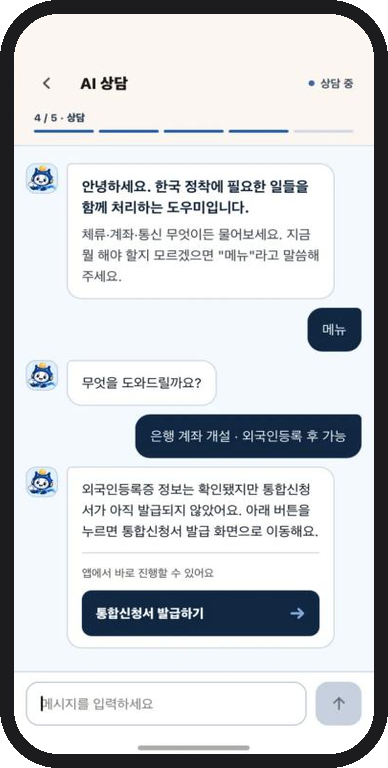 AI 상담
상담 중
4 / 5 · 상담
안녕하세요. 한국 정착에 필요한 일들을
함께 처리하는 도우미입니다.
체류·계좌·통신 무엇이든 물어보세요. 지금
뭘 해야 할지 모르겠으면 "메뉴"라고 말씀해
주세요.
메뉴
무엇을 도와드릴까요?
은행 계좌 개설 · 외국인등록 후 가능
외국인등록증 정보는 확인됐지만 통합신청
서가 아직 발급되지 않았어요. 아래 버튼을
누르면 통합신청서 발급 화면으로 이동해요.
앱에서 바로 진행할 수 있어요
통합신청서 발급하기
메시지를 입력하세요